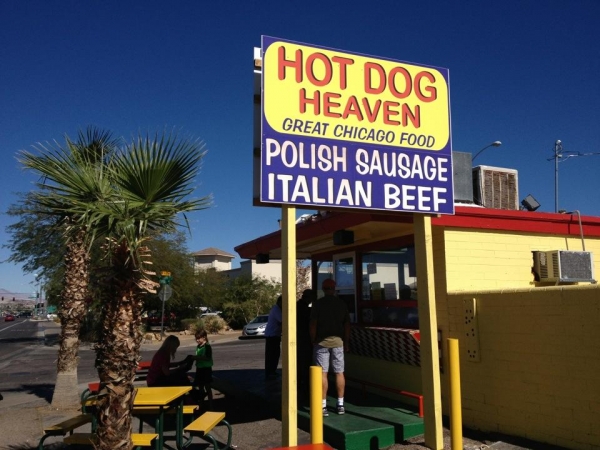 HOT DOG
HEAVEN
GREAT CHICAGO FOOD
POLISH SAUSAGE
ITALIAN BEEF